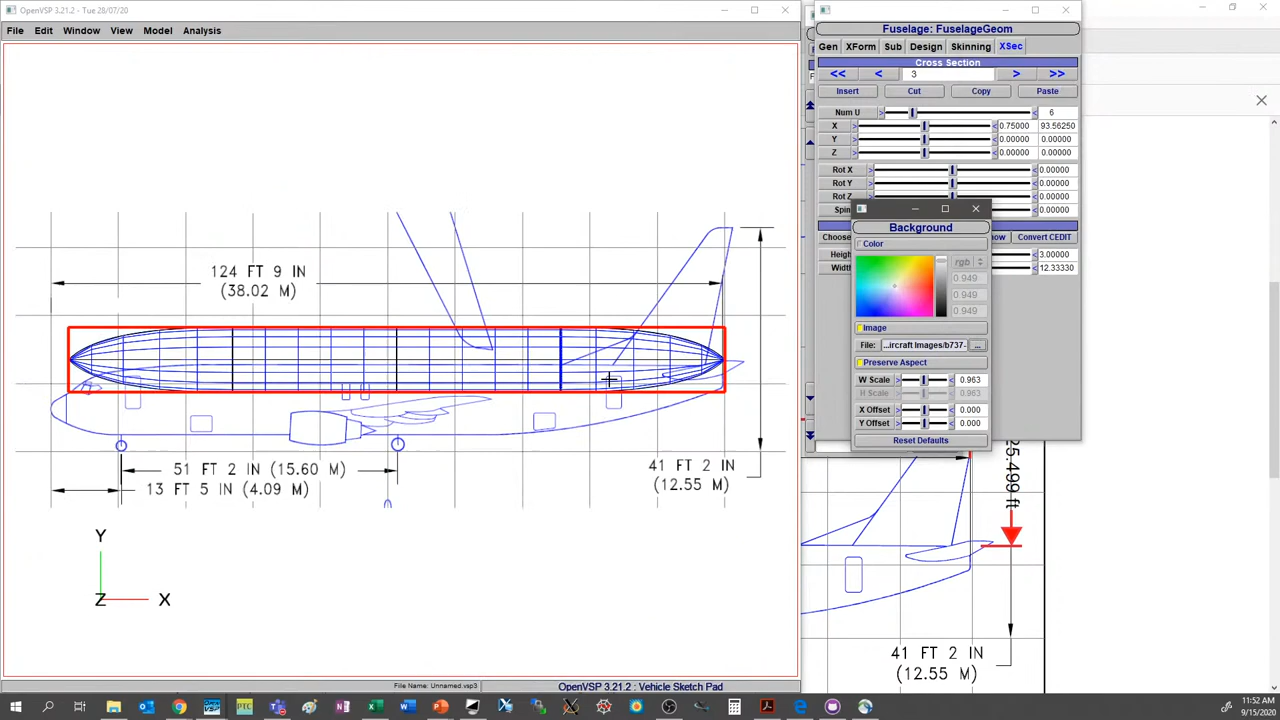 OpenVSP 3.21.2 - Tue 28/07/20
File Edit Window View Model Analysis
124 FT 9 IN
(38.02 M)
51 FT 2 IN (15.60 M)
13 FT 5 IN (4.09 M)
41 FT 2 IN
(12.55 M)
Y
Z X
File Name: Unnamed.vsp3
OpenVSP 3.21.2 : Vehicle Sketch Pad
Fuselage: FuselageGeom
Gen XForm Sub Design Skinning XSec
Cross Section
<< < 3 > >>
Insert Cut Copy Paste
Num U > < 6
X > < 0.75000 93.56250
Y > < 0.00000 0.00000
Z > < 0.00000 0.00000
Rot X > < 0.00000
Rot Y > < 0.00000
Rot Z > < 0.00000
Spin 0.00000
Convert CEDIT
< 3.00000
< 12.33330
Background
Color
rgb
0.949
0.949
0.949
Image
File: ...ircraft Images/b737- ...
Preserve Aspect
W Scale > < 0.963
H Scale > < 0.963
X Offset > < 0.000
Y Offset > < 0.000
Reset Defaults
25.499 ft
41 FT 2 IN
(12.55 M)
11:52 AM
9/15/2020